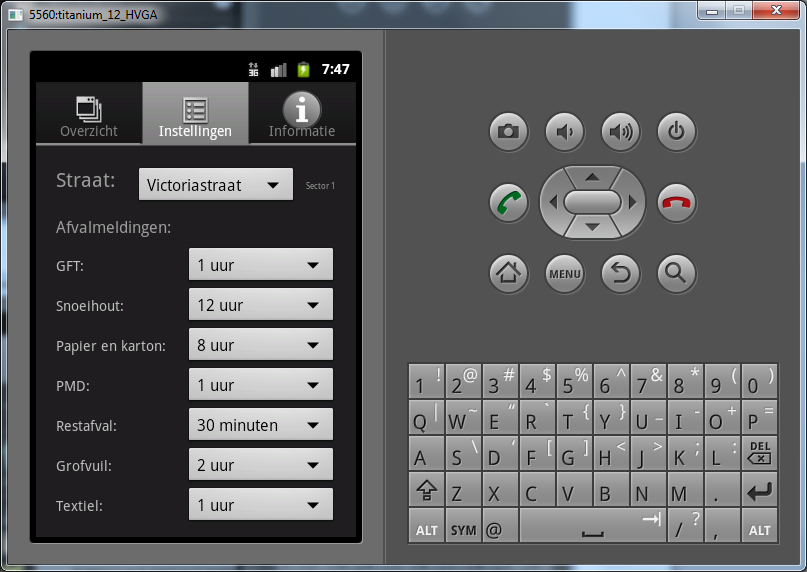 5560:titanium_12_HVGA
3G 7:47
Overzicht Instellingen Informatie
Straat: Victoriastraat Sector 1
Afvalmeldingen:
GFT: 1 uur
Snoeihout: 12 uur
Papier en karton: 8 uur
PMD: 1 uur
Restafval: 30 minuten
Grofvuil: 2 uur
Textiel: 1 uur
MENU
1 ! 2 @ 3 # 4 $ 5 % 6 ^ 7 & 8 * 9 ( 0 )
Q | W ~ E “ R ` T { Y } U _ I - O + P =
A S \ D ‘ F [ G ] H < J > K ; L : DEL
Z X C V B N M .
ALT SYM @ / ? , ALT